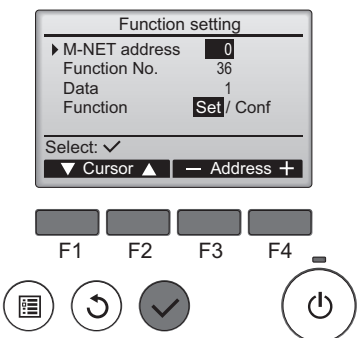 Function setting
M-NET address 0
Function No. 36
Data 1
Function Set / Conf
Select: ✓
▼ Cursor ▲ − Address +
F1 F2 F3 F4